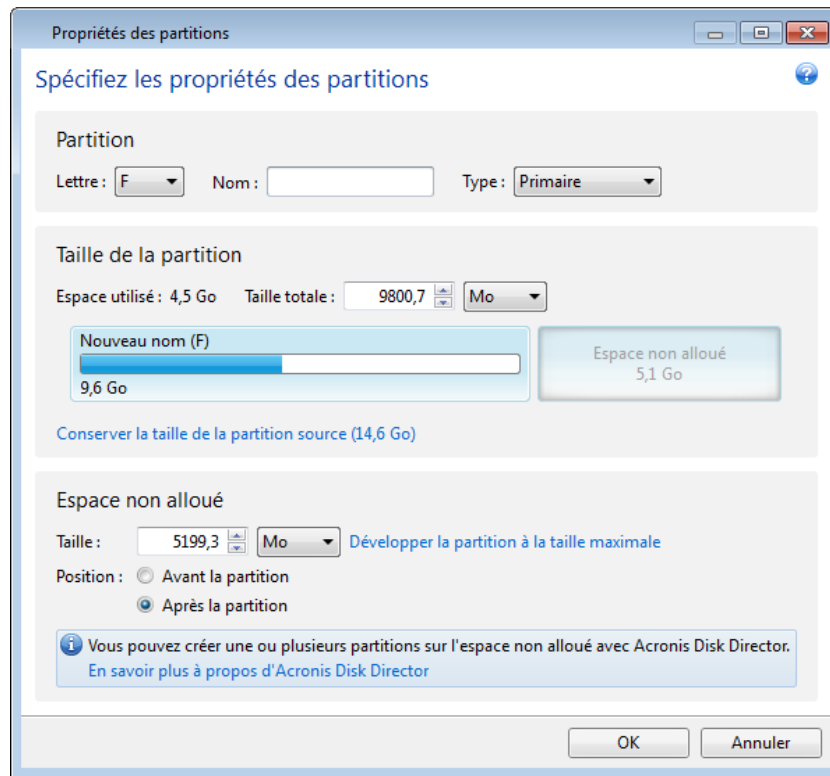 Propriétés des partitions
Spécifiez les propriétés des partitions
Partition
Lettre : F Nom : Type : Primaire
Taille de la partition
Espace utilisé : 4,5 Go Taille totale : 9800,7 Mo
Nouveau nom (F)
9,6 Go
Espace non alloué
5,1 Go
Conserver la taille de la partition source (14,6 Go)
Espace non alloué
Taille : 5199,3 Mo Développer la partition à la taille maximale
Position : Avant la partition
Après la partition
Vous pouvez créer une ou plusieurs partitions sur l'espace non alloué avec Acronis Disk Director.
En savoir plus à propos d'Acronis Disk Director
OK Annuler